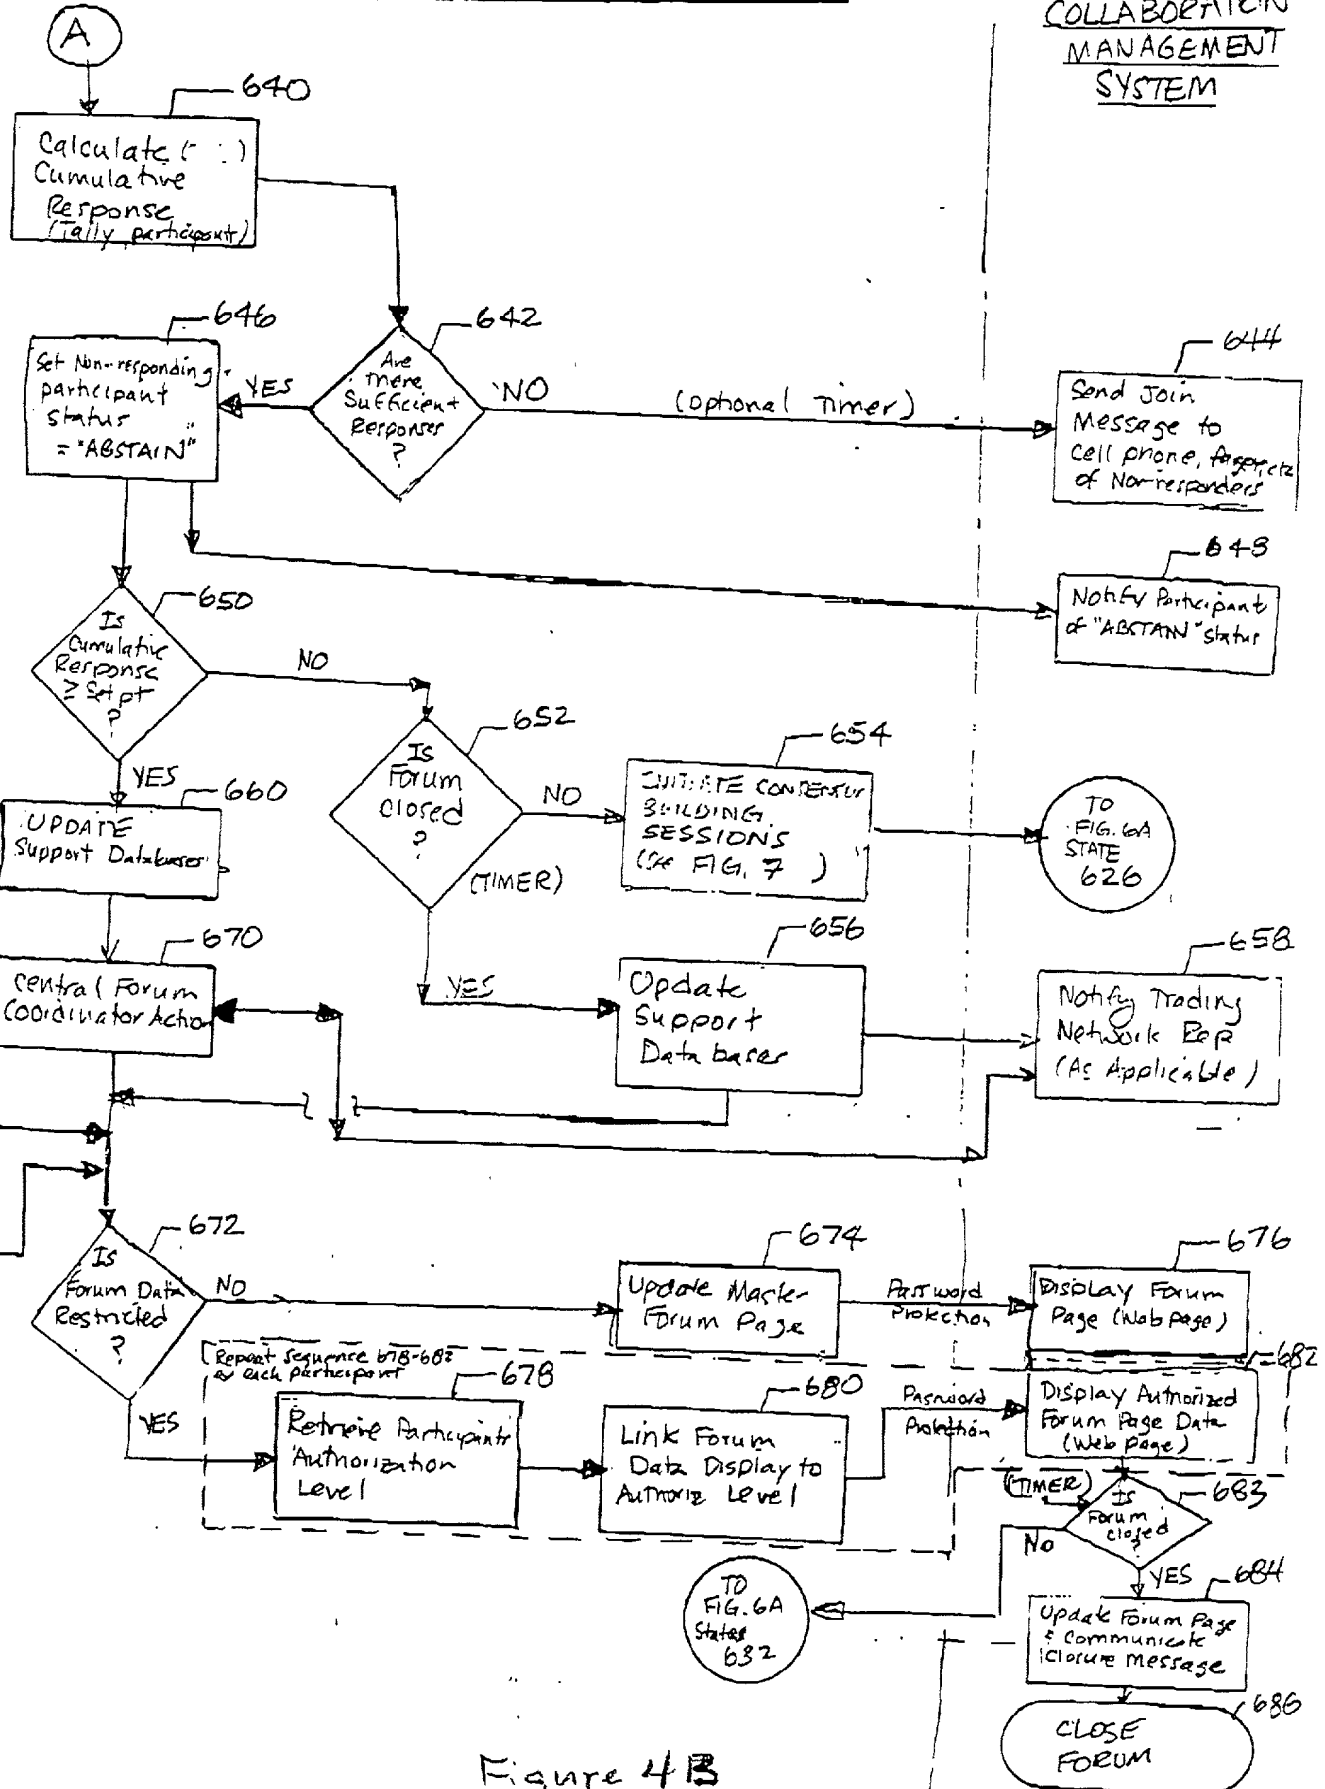 COLLABORATION
MANAGEMENT
SYSTEM
A
640
Calculate
Cumulative
Response
(Tally participant)
646
642
644
Set Non-responding
participant
status
= "ABSTAIN"
YES
Are
there
Sufficient
Responses
?
NO
(Optional Timer)
Send Join
Message to
cell phone, pager, etc
of Non-responders
648
Notify Participant
of "ABSTAIN" status
650
Is
Cumulative
Response
≥ Set pt
?
NO
YES
652
Is
Forum
closed
?
NO
(TIMER)
YES
654
INITIATE CONSENSUS
BUILDING
SESSIONS
(See FIG. 7 )
TO
FIG. 6A
STATE
626
660
UPDATE
Support Databases
670
Central Forum
Coordinator Action
656
Update
Support
Databases
658
Notify Trading
Network Rep
(As Applicable)
672
Is
Forum Data
Restricted
?
NO
YES
674
Update Master
Forum Page
Password
Protection
676
Display Forum
Page (Web Page)
Repeat sequence 678-682
for each participant
678
Retrieve Participants
Authorization
Level
680
Link Forum
Data Display to
Authoriz Level
Password
Protection
682
Display Authorized
Forum Page Data
(Web page)
(TIMER)
683
Is
Forum
closed
?
No
YES
TO
FIG. 6A
States
632
684
Update Forum Page
& Communicate
Closure Message
686
CLOSE
FORUM
Figure 4B